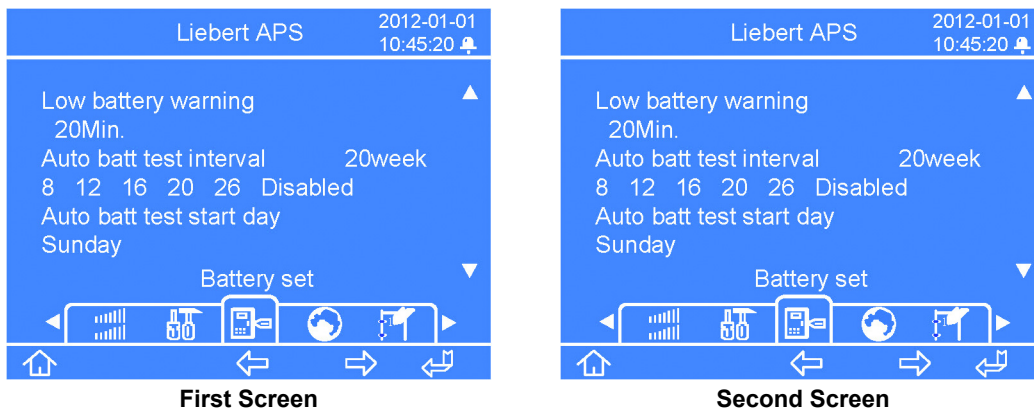 Liebert APS
2012-01-01
10:45:20
Low battery warning
20Min.
Auto batt test interval 20week
8 12 16 20 26 Disabled
Auto batt test start day
Sunday
Battery set
First Screen
Liebert APS
2012-01-01
10:45:20
Low battery warning
20Min.
Auto batt test interval 20week
8 12 16 20 26 Disabled
Auto batt test start day
Sunday
Battery set
Second Screen